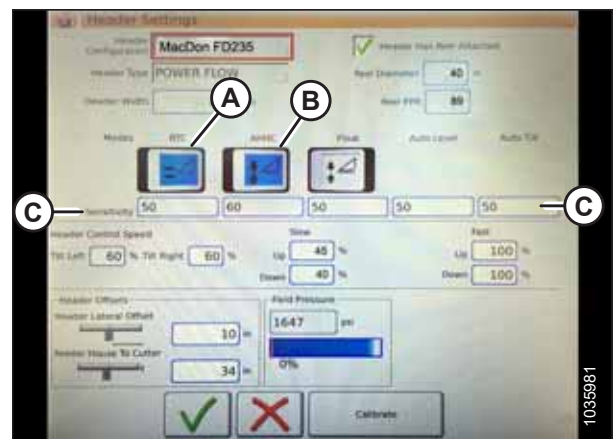 Header Settings
Header Configuration MacDon FD235 Header Has Reel Attached
Header Type POWER FLOW Reel Diameter 40 in
Header Width Reel PPR 89
A B
Modes RTC AHHC Float Auto Level Auto Tilt
C Sensitivity 50 60 50 50 50 C
Header Control Speed Slow Fast
Tilt Left 60 % Tilt Right 60 % Up 45 % Up 100 %
Down 40 % Down 100 %
Header Offsets Field Pressure
Header Lateral Offset 1647 psi
10 in
Feeder House To Cutter 0%
34 in
Calibrate
1035981